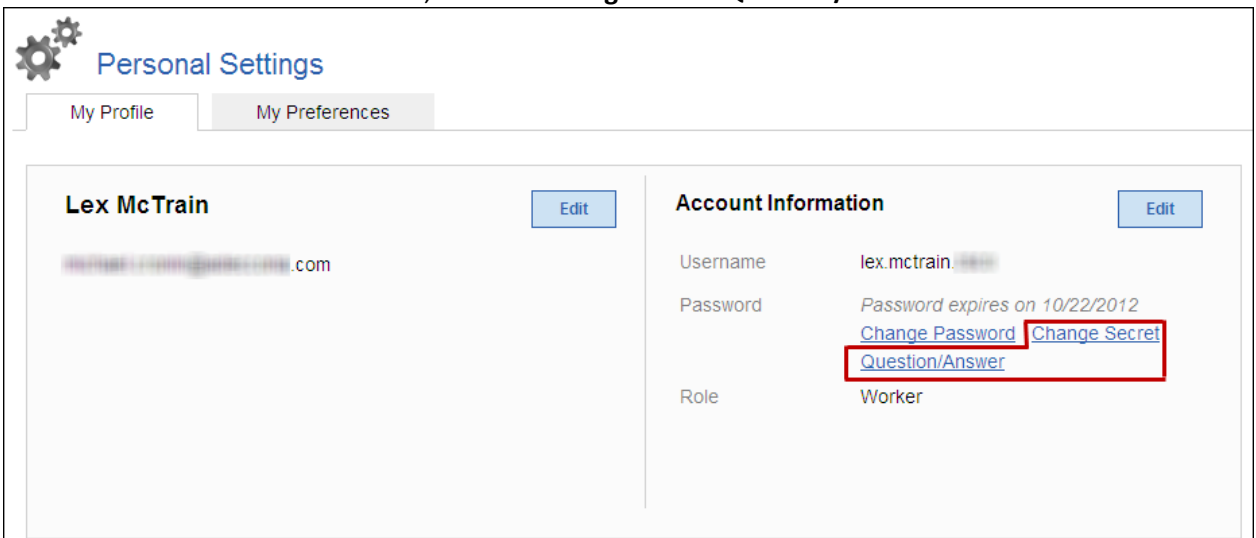 Personal Settings
My Profile My Preferences
Lex McTrain Edit
.com
Account Information Edit
Username lex.mctrain.
Password Password expires on 10/22/2012
Change Password Change Secret
Question/Answer
Role Worker